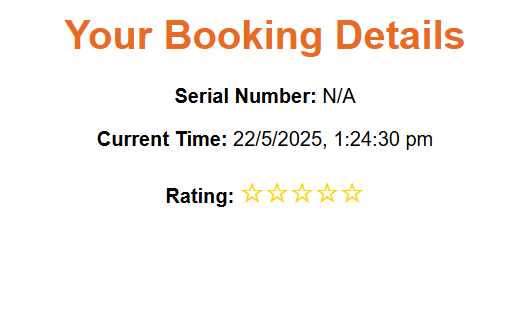 Your Booking Details
Serial Number: N/A
Current Time: 22/5/2025, 1:24:30 pm
Rating: ☆☆☆☆☆